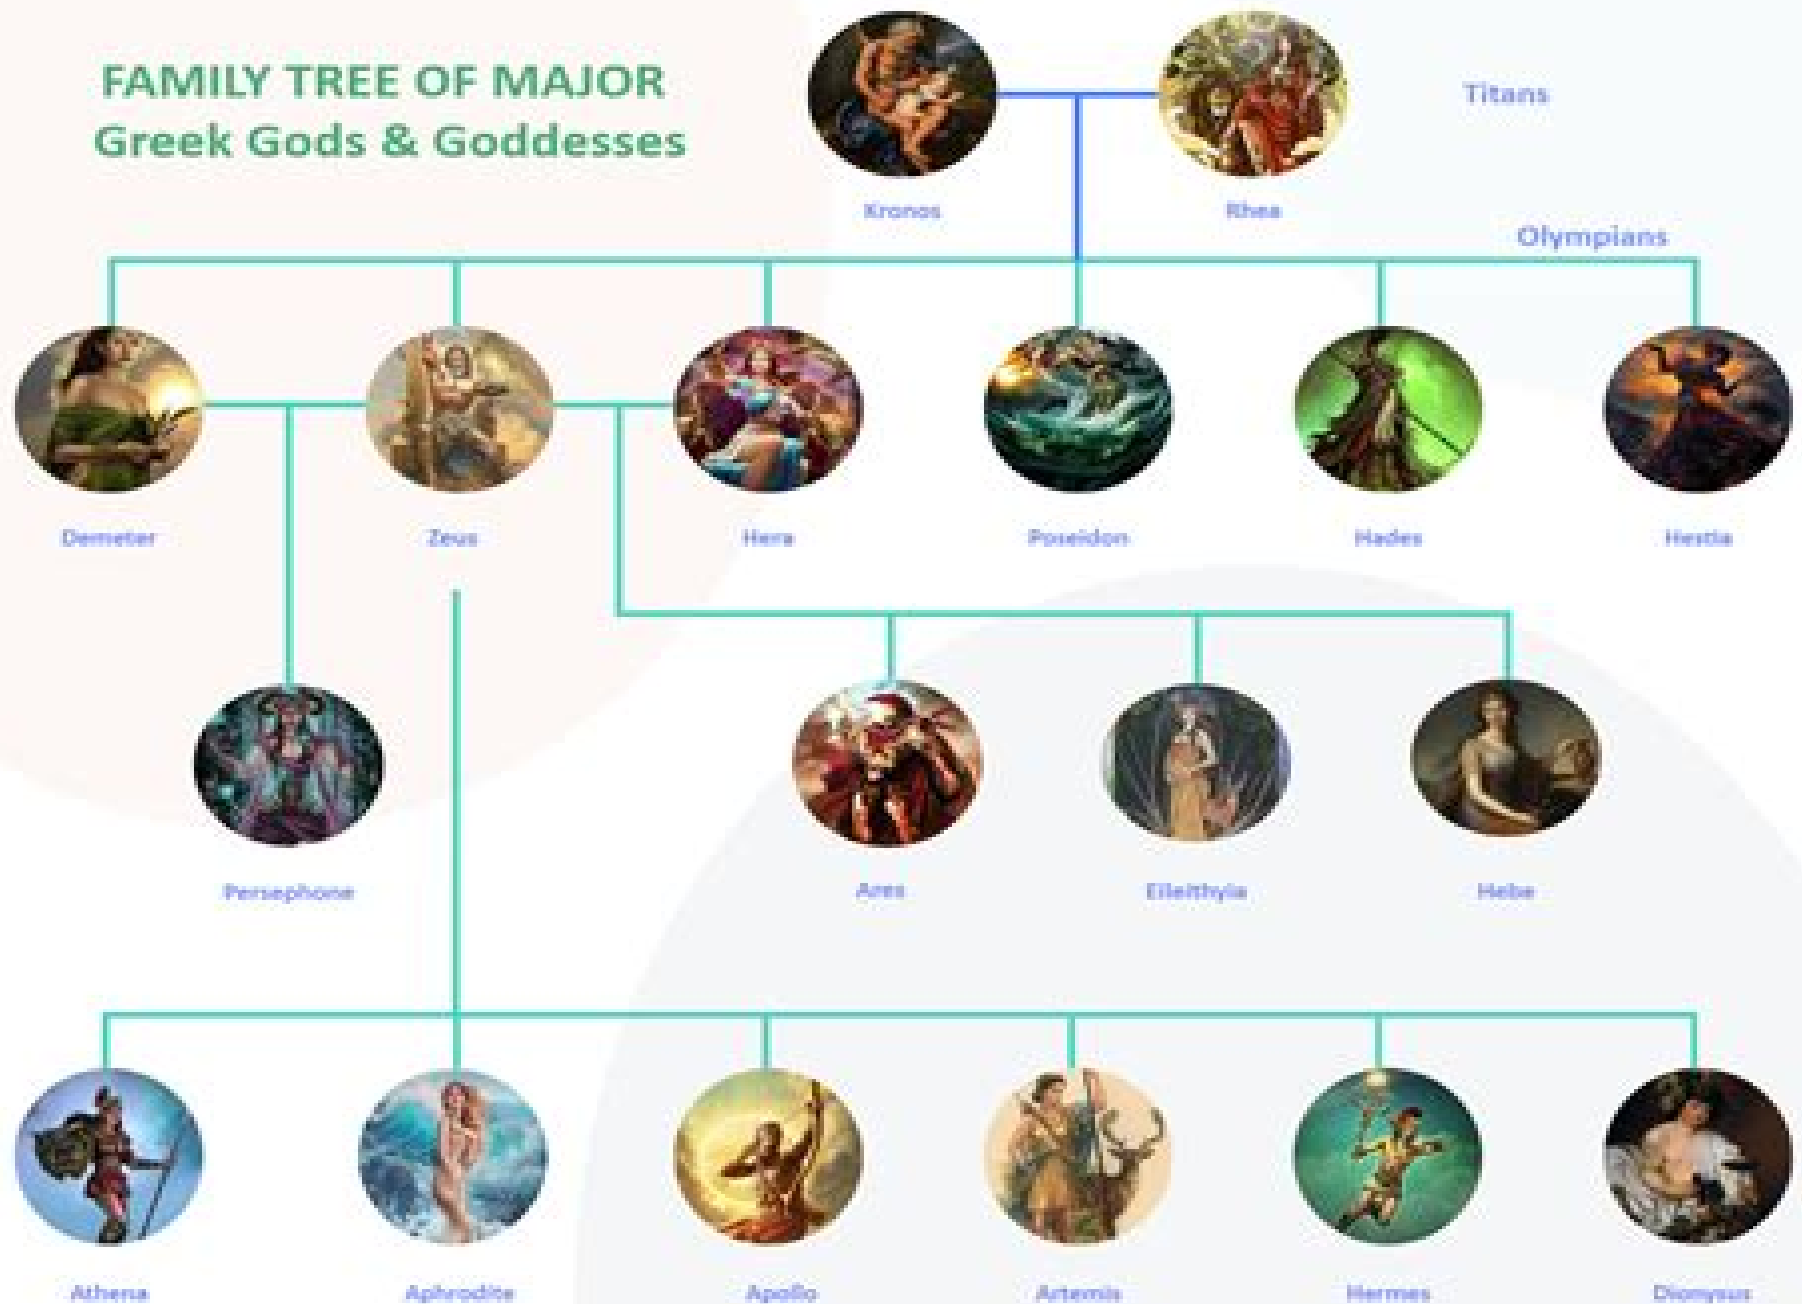 FAMILY TREE OF MAJOR
Greek Gods & Goddesses
Titans
Kronos
Rhea
Olympians
Demeter
Zeus
Hera
Poseidon
Hades
Hestia
Persephone
Ares
Eileithyia
Hebe
Athena
Aphrodite
Apollo
Artemis
Hermes
Dionysus